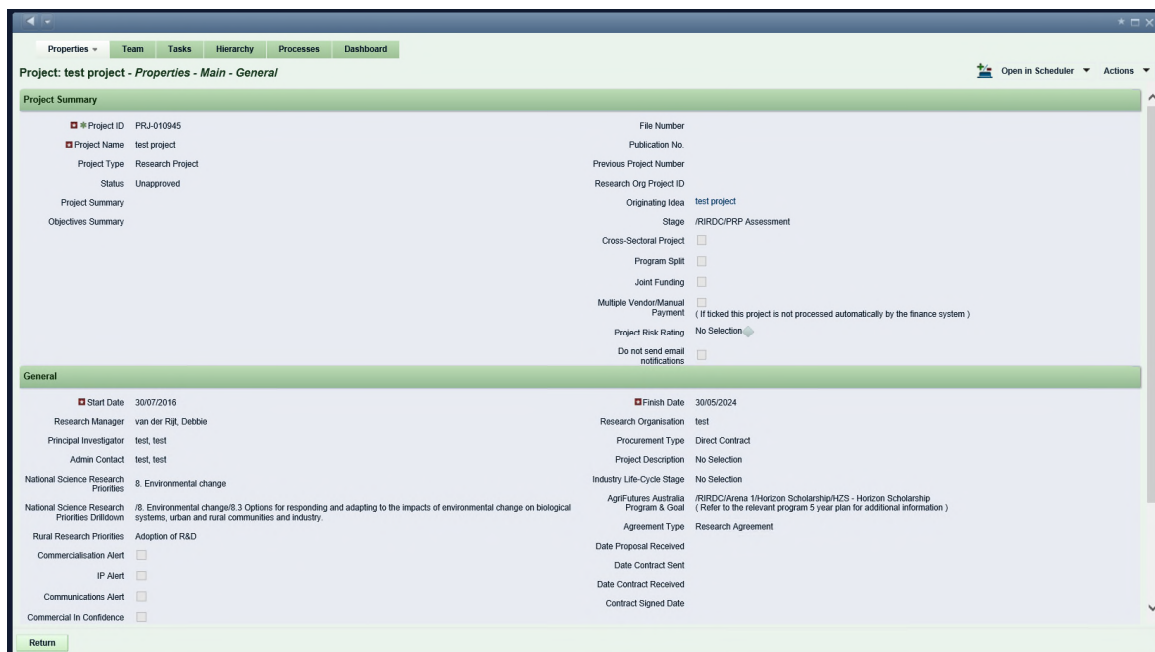 Properties Team Tasks Hierarchy Processes Dashboard
Project: test project - Properties - Main - General
Open in Scheduler Actions
Project Summary
Project ID PRJ-010945
Project Name test project
Project Type Research Project
Status Unapproved
Project Summary
Objectives Summary
File Number
Publication No.
Previous Project Number
Research Org Project ID
Originating Idea test project
Stage /RIRDC/PRP Assessment
Cross-Sectoral Project
Program Split
Joint Funding
Multiple Vendor/Manual
Payment ( If ticked this project is not processed automatically by the finance system )
Project Risk Rating No Selection
Do not send email
notifications
General
Start Date 30/07/2016
Research Manager van der Rijt, Debbie
Principal Investigator test, test
Admin Contact test, test
National Science Research
Priorities 8. Environmental change
National Science Research /8. Environmental change/8.3 Options for responding and adapting to the impacts of environmental change on biological
Priorities Drilldown systems, urban and rural communities and industry.
Rural Research Priorities Adoption of R&D
Commercialisation Alert
IP Alert
Communications Alert
Commercial In Confidence
Finish Date 30/05/2024
Research Organisation test
Procurement Type Direct Contract
Project Description No Selection
Industry Life-Cycle Stage No Selection
AgriFutures Australia /RIRDC/Arena 1/Horizon Scholarship/HZS - Horizon Scholarship
Program & Goal ( Refer to the relevant program 5 year plan for additional information )
Agreement Type Research Agreement
Date Proposal Received
Date Contract Sent
Date Contract Received
Contract Signed Date
Return